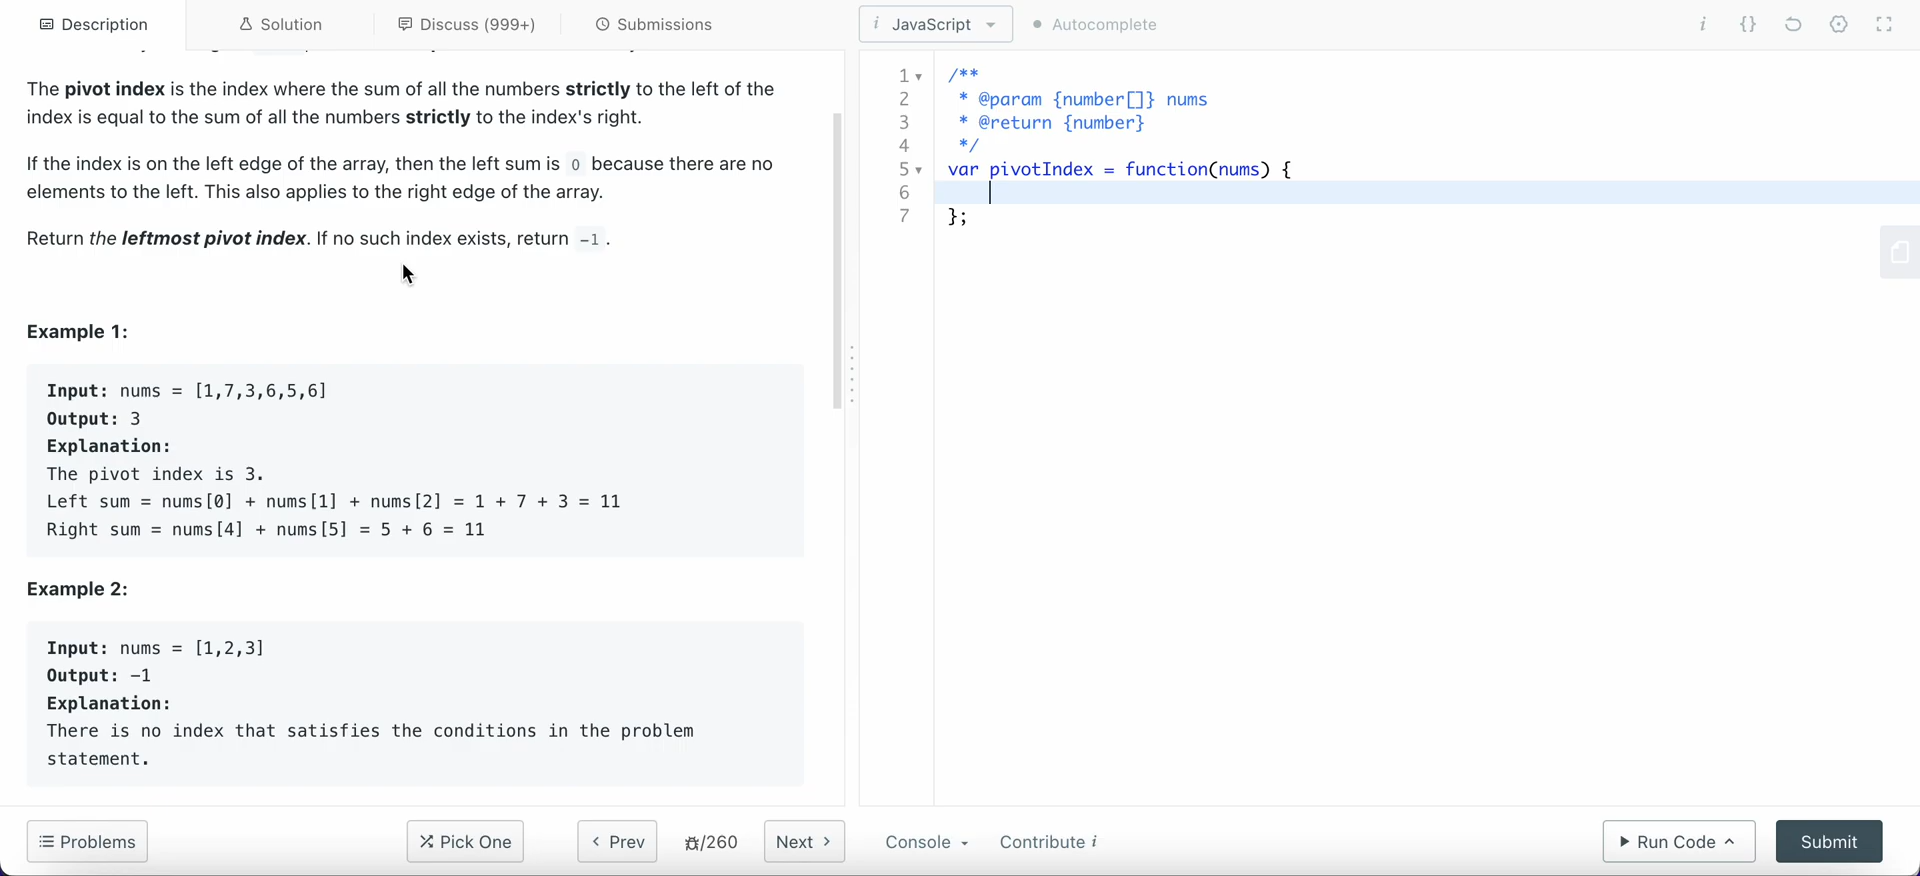 Description
Solution
Discuss (999+)
Submissions
The pivot index is the index where the sum of all the numbers strictly to the left of the
index is equal to the sum of all the numbers strictly to the index's right.
If the index is on the left edge of the array, then the left sum is 0 because there are no
elements to the left. This also applies to the right edge of the array.
Return the leftmost pivot index. If no such index exists, return -1.
Example 1:
Input: nums = [1,7,3,6,5,6]
Output: 3
Explanation:
The pivot index is 3.
Left sum = nums[0] + nums[1] + nums[2] = 1 + 7 + 3 = 11
Right sum = nums[4] + nums[5] = 5 + 6 = 11
Example 2:
Input: nums = [1,2,3]
Output: -1
Explanation:
There is no index that satisfies the conditions in the problem
statement.
Problems
Pick One
Prev
/260
Next
i JavaScript
Autocomplete
i
{}
1 /**
2 * @param {number[]} nums
3 * @return {number}
4 */
5 var pivotIndex = function(nums) {
6
7 };
Console
Contribute i
Run Code
Submit